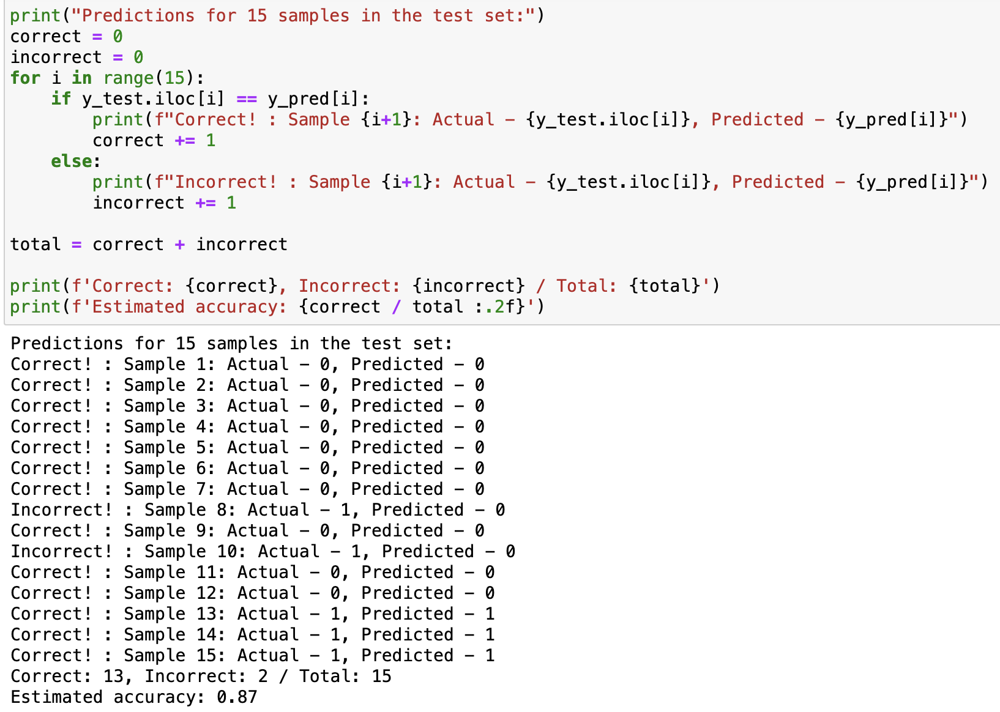 print("Predictions for 15 samples in the test set:")
correct = 0
incorrect = 0
for i in range(15):
    if y_test.iloc[i] == y_pred[i]:
        print(f"Correct! : Sample {i+1}: Actual - {y_test.iloc[i]}, Predicted - {y_pred[i]}")
        correct += 1
    else:
        print(f"Incorrect! : Sample {i+1}: Actual - {y_test.iloc[i]}, Predicted - {y_pred[i]}")
        incorrect += 1

total = correct + incorrect

print(f'Correct: {correct}, Incorrect: {incorrect} / Total: {total}')
print(f'Estimated accuracy: {correct / total :.2f}')
Predictions for 15 samples in the test set:
Correct! : Sample 1: Actual - 0, Predicted - 0
Correct! : Sample 2: Actual - 0, Predicted - 0
Correct! : Sample 3: Actual - 0, Predicted - 0
Correct! : Sample 4: Actual - 0, Predicted - 0
Correct! : Sample 5: Actual - 0, Predicted - 0
Correct! : Sample 6: Actual - 0, Predicted - 0
Correct! : Sample 7: Actual - 0, Predicted - 0
Incorrect! : Sample 8: Actual - 1, Predicted - 0
Correct! : Sample 9: Actual - 0, Predicted - 0
Incorrect! : Sample 10: Actual - 1, Predicted - 0
Correct! : Sample 11: Actual - 0, Predicted - 0
Correct! : Sample 12: Actual - 0, Predicted - 0
Correct! : Sample 13: Actual - 1, Predicted - 1
Correct! : Sample 14: Actual - 1, Predicted - 1
Correct! : Sample 15: Actual - 1, Predicted - 1
Correct: 13, Incorrect: 2 / Total: 15
Estimated accuracy: 0.87